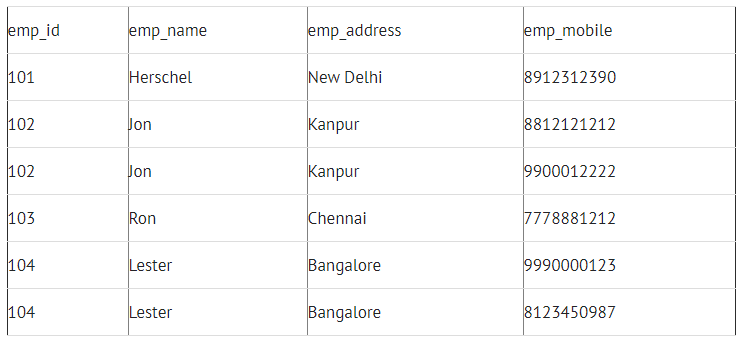 emp_id emp_name emp_address emp_mobile
101 Herschel New Delhi 8912312390
102 Jon Kanpur 8812121212
102 Jon Kanpur 9900012222
103 Ron Chennai 7778881212
104 Lester Bangalore 9990000123
104 Lester Bangalore 8123450987